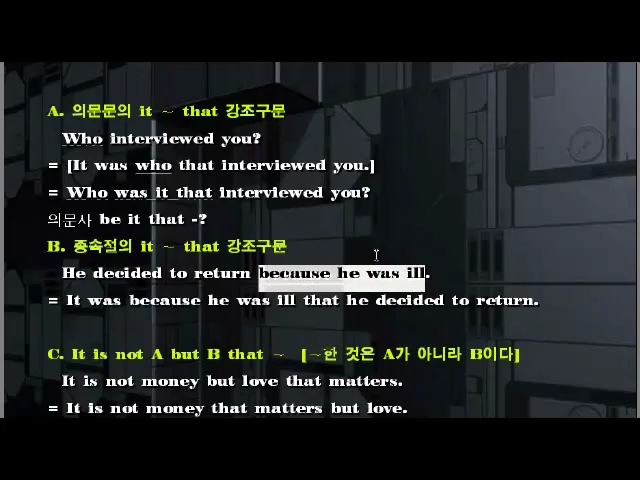 A. 의문문의 it ~ that 강조구문
Who interviewed you?
= [It was who that interviewed you.]
= Who was it that interviewed you?
의문사 be it that -?
B. 종속절의 it ~ that 강조구문
He decided to return because he was ill.
= It was because he was ill that he decided to return.
C. It is not A but B that ~ [~한 것은 A가 아니라 B이다]
It is not money but love that matters.
= It is not money that matters but love.